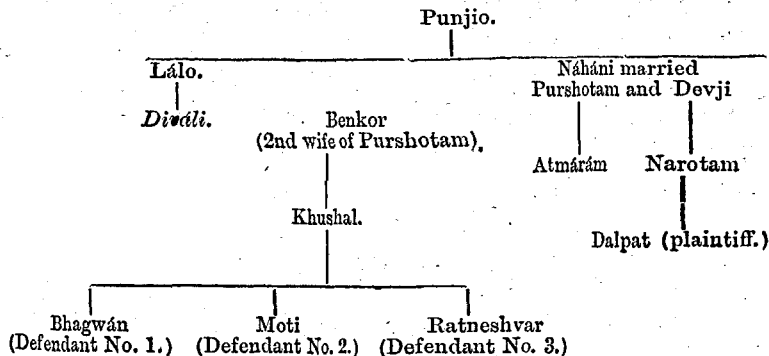 Punjio.
Lálo.
Náháni married
Purshotam and Devji
Diváli.
Benkor
(2nd wife of Purshotam).
Atmárám
Narotam
Khushal.
Dalpat (plaintiff.)
Bhagwán
(Defendant No. 1.)
Moti
(Defendant No. 2.)
Ratneshvar
(Defendant No. 3.)